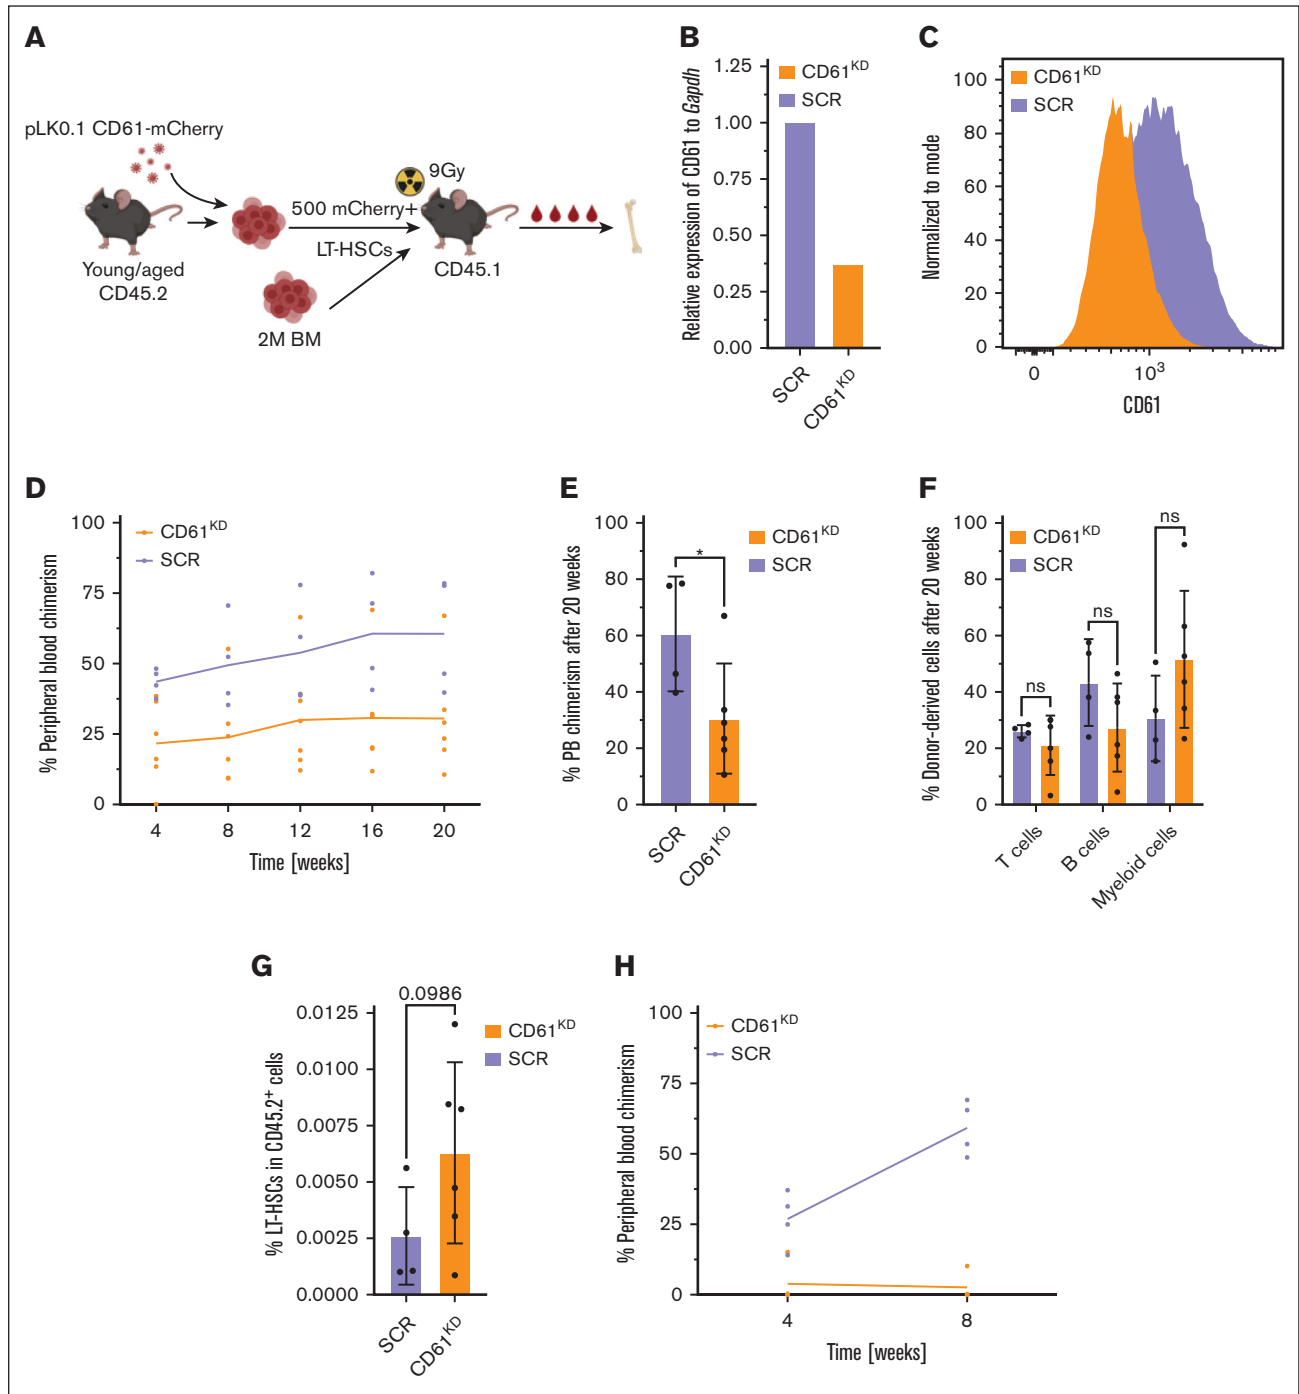 A
pLK0.1 CD61-mCherry
9Gy
500 mCherry+
LT-HSCs
Young/aged
CD45.2
CD45.1
2M BM
B
Relative expression of CD61 to Gapdh
1.25
1.00
0.75
0.50
0.25
0.00
CD61KD
SCR
SCR
CD61KD
C
Normalized to mode
100
80
60
40
20
0
CD61KD
SCR
0
10³
CD61
D
% Peripheral blood chimerism
100
75
50
25
0
CD61KD
SCR
4 8 12 16 20
Time [weeks]
E
% PB chimerism after 20 weeks
100
80
60
40
20
0
*
CD61KD
SCR
SCR
CD61KD
F
% Donor-derived cells after 20 weeks
100
80
60
40
20
0
CD61KD
SCR
ns
ns
ns
T cells
B cells
Myeloid cells
G
% LT-HSCs in CD45.2+ cells
0.0125
0.0100
0.0075
0.0050
0.0025
0.0000
0.0986
CD61KD
SCR
SCR
CD61KD
H
% Peripheral blood chimerism
100
75
50
25
0
CD61KD
SCR
4 8
Time [weeks]